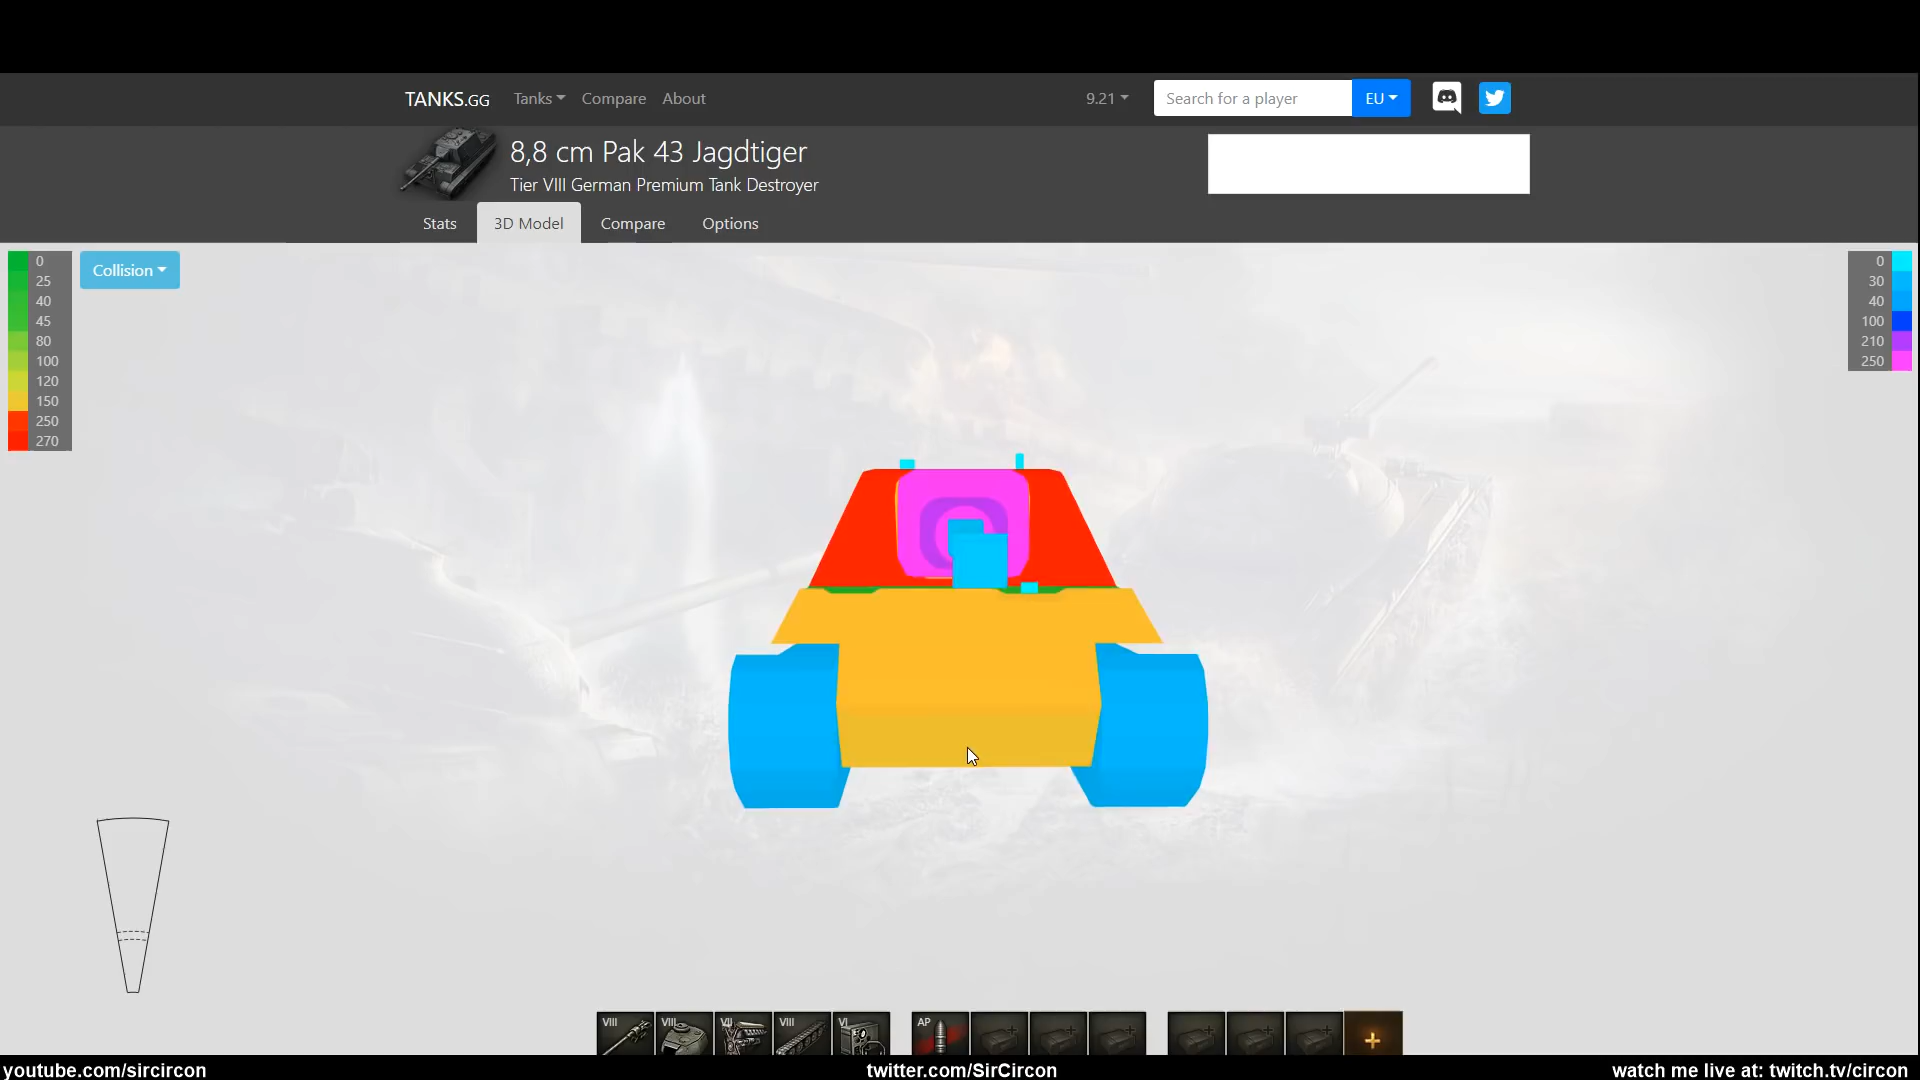 TANKS.GG Tanks Compare About 9.21 Search for a player EU
8,8 cm Pak 43 Jagdtiger
Tier VIII German Premium Tank Destroyer
Stats 3D Model Compare Options
Collision
0
25
40
45
80
100
120
150
250
270
0
30
40
100
210
250
VIII VIII VII VIII VI AP
youtube.com/sircircon twitter.com/SirCircon watch me live at: twitch.tv/circon